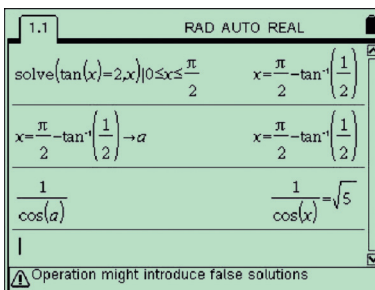 1.1 RAD AUTO REAL
solve(tan(x)=2,x)|0≤x≤π/2 x=π/2-tan⁻¹(1/2)
x=π/2-tan⁻¹(1/2)→a x=π/2-tan⁻¹(1/2)
1/cos(a) 1/cos(x)=√5
Operation might introduce false solutions